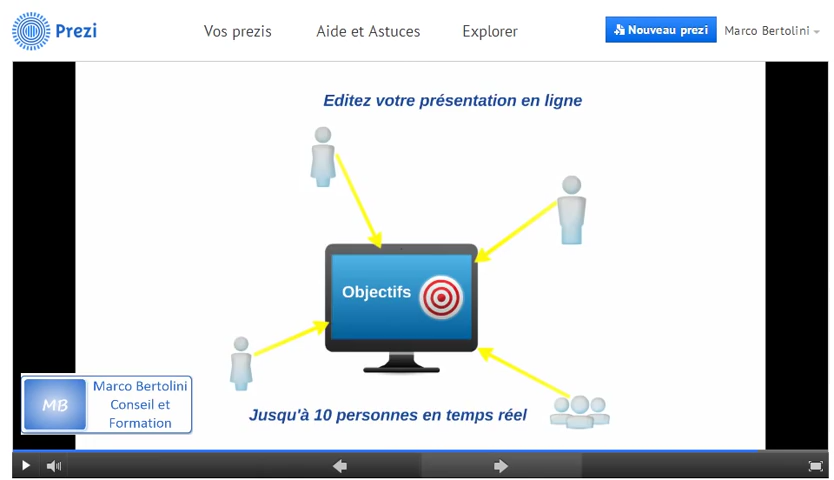 Prezi
Vos prezis
Aide et Astuces
Explorer
Nouveau prezi
Marco Bertolini
Editez votre présentation en ligne
Objectifs
MB
Marco Bertolini
Conseil et
Formation
Jusqu'à 10 personnes en temps réel